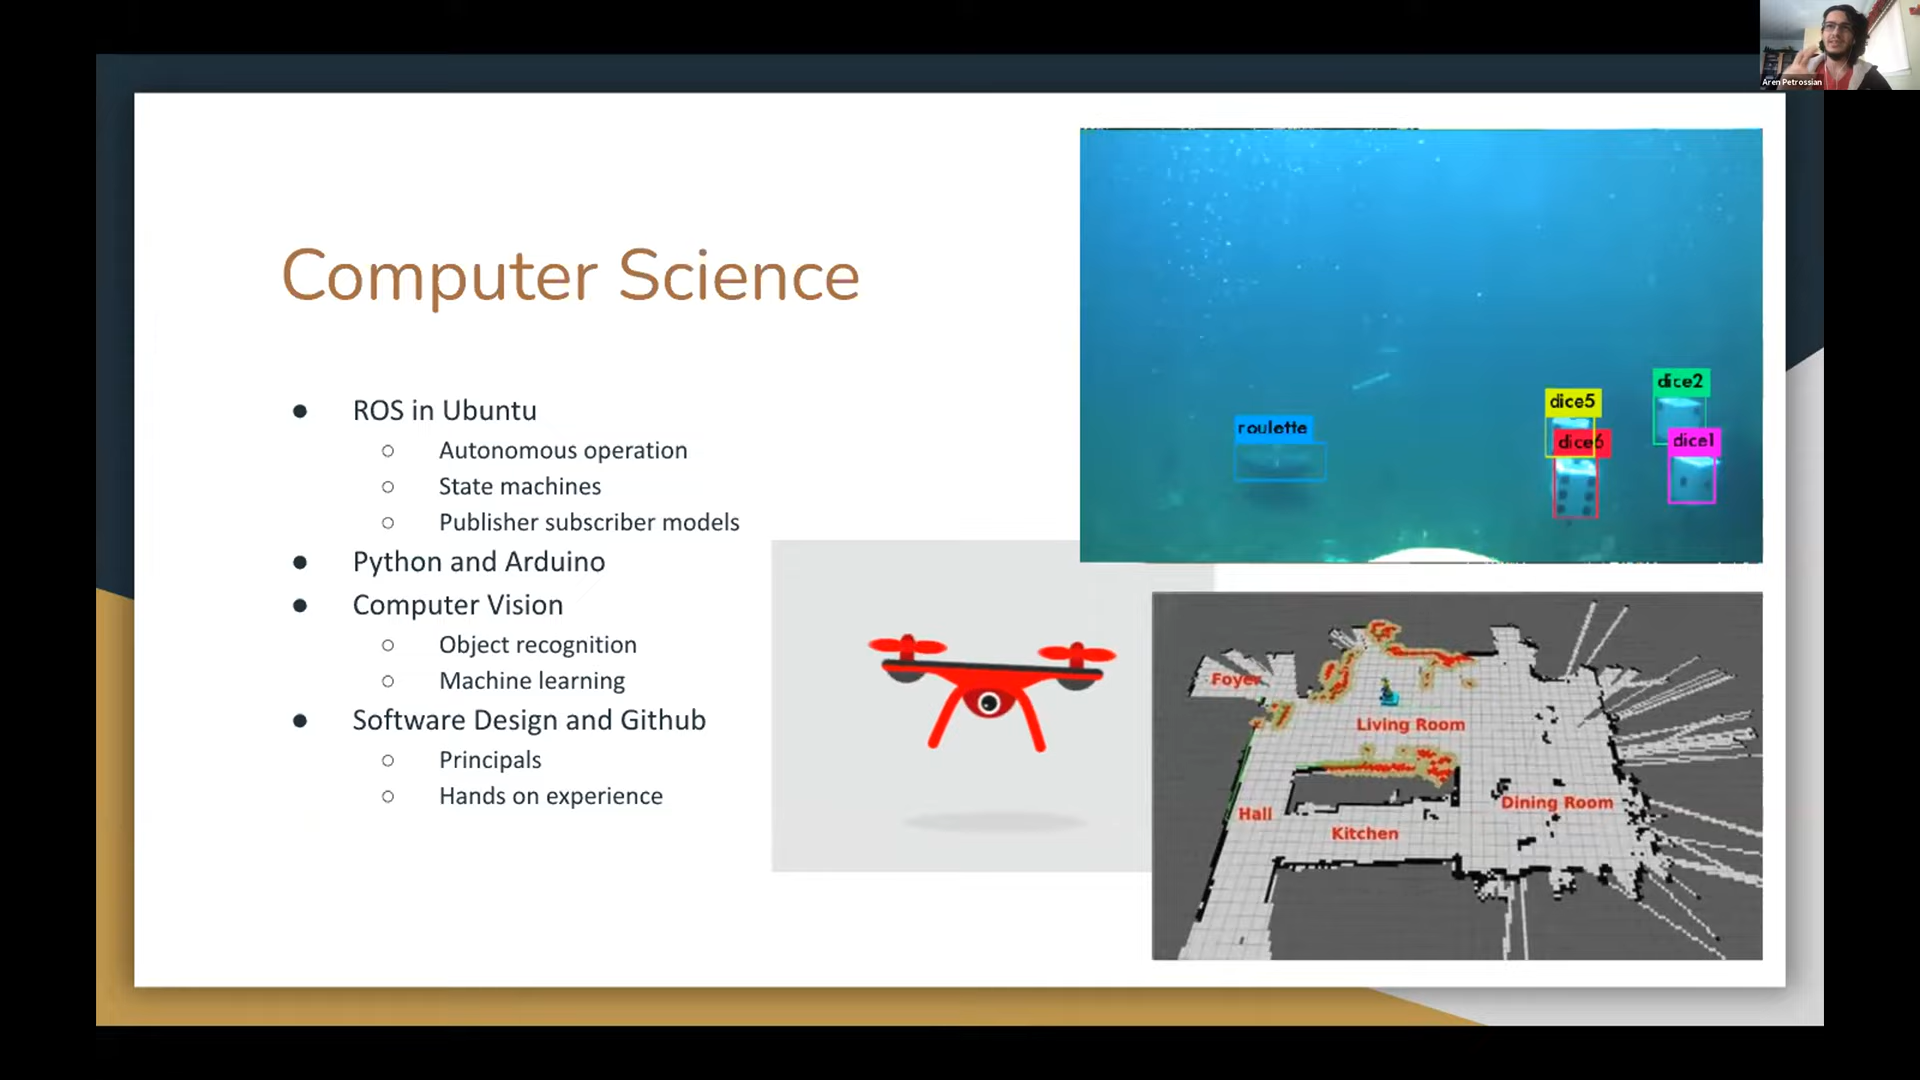 Aren Petrossian
Computer Science
ROS in Ubuntu
Autonomous operation
State machines
Publisher subscriber models
Python and Arduino
Computer Vision
Object recognition
Machine learning
Software Design and Github
Principals
Hands on experience
roulette
dice5
dice2
dice6
dice1
Foyer
Living Room
Hall
Kitchen
Dining Room